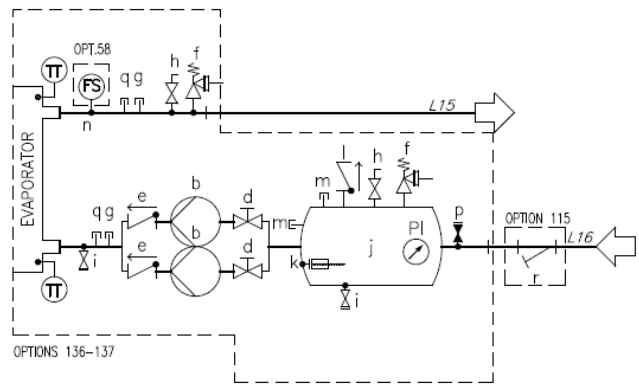 OPT.58
TT
FS
q g
h
f
n
L15
EVAPORATOR
e
b
d
q g
i
e
b
d
m
m
l
h
f
k
j
PI
i
p
OPTION 115
L16
r
TT
OPTIONS 136-137